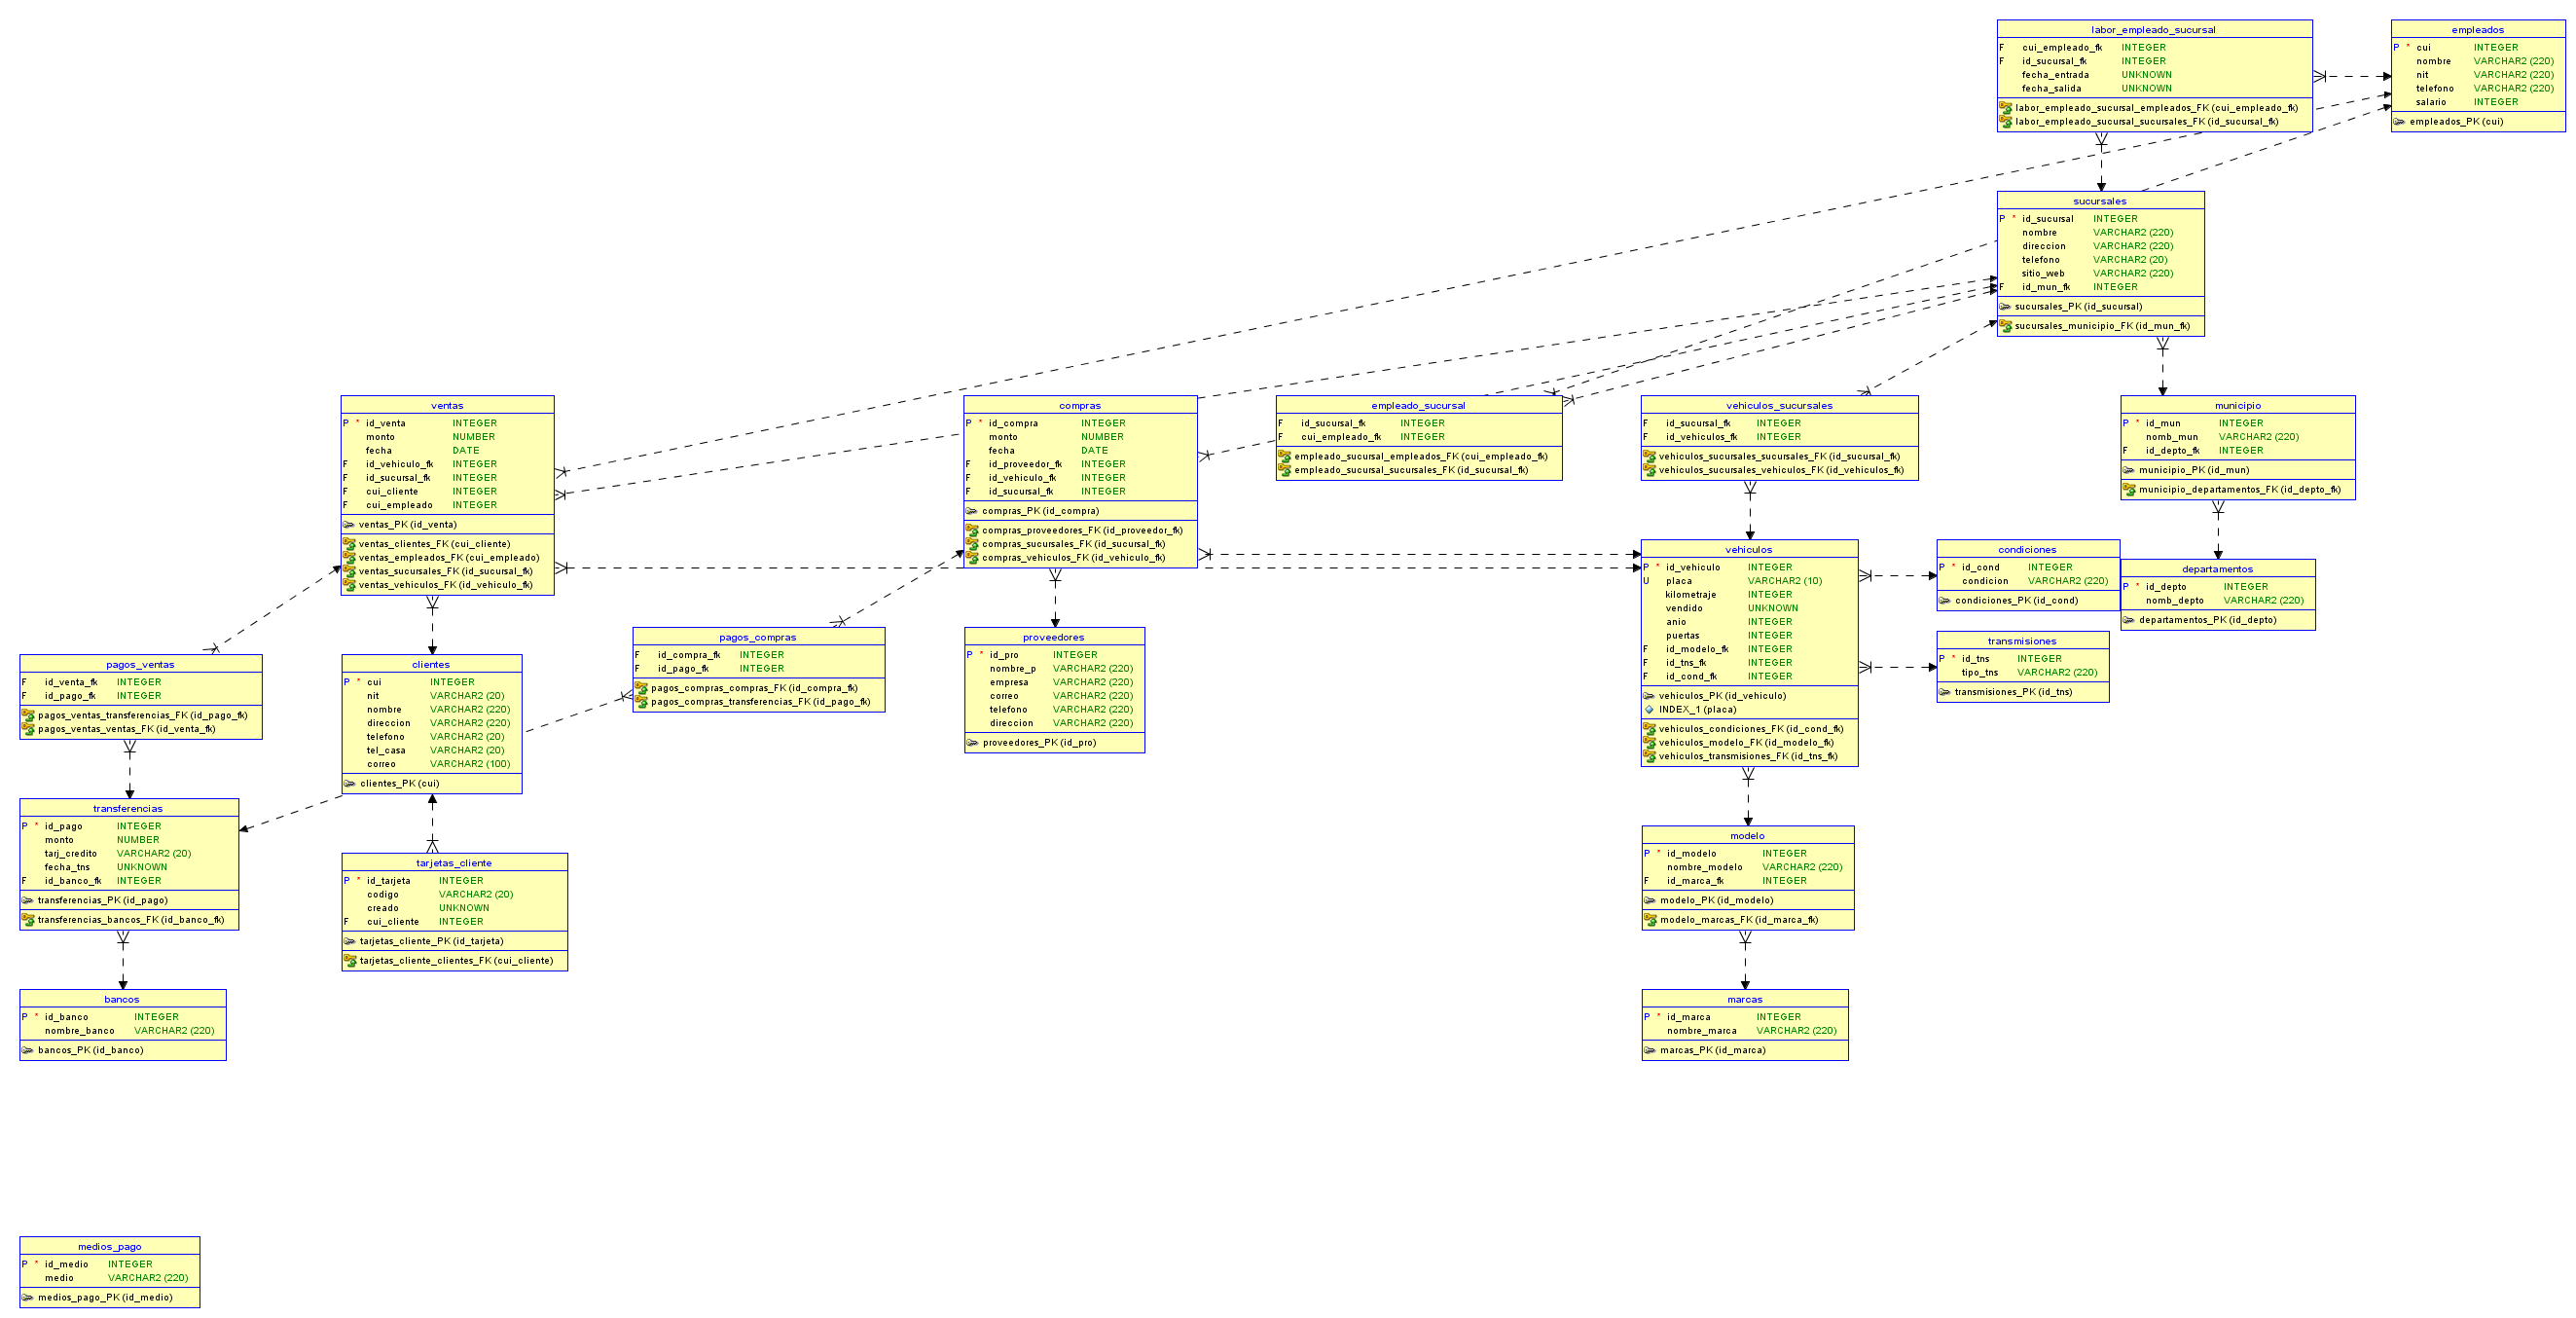 labor_empleado_sucursal
F cui_empleado_fk INTEGER
F id_sucursal_fk INTEGER
fecha_entrada UNKNOWN
fecha_salida UNKNOWN
labor_empleado_sucursal_empleados_FK (cui_empleado_fk)
labor_empleado_sucursal_sucursales_FK (id_sucursal_fk)
empleados
P * cui INTEGER
nombre VARCHAR2 (220)
nit VARCHAR2 (220)
telefono VARCHAR2 (220)
salario INTEGER
empleados_PK (cui)
sucursales
P * id_sucursal INTEGER
nombre VARCHAR2 (220)
direccion VARCHAR2 (220)
telefono VARCHAR2 (20)
sitio_web VARCHAR2 (220)
F id_mun_fk INTEGER
sucursales_PK (id_sucursal)
sucursales_municipio_FK (id_mun_fk)
ventas
P * id_venta INTEGER
monto NUMBER
fecha DATE
F id_vehiculo_fk INTEGER
F id_sucursal_fk INTEGER
F cui_cliente INTEGER
F cui_empleado INTEGER
ventas_PK (id_venta)
ventas_clientes_FK (cui_cliente)
ventas_empleados_FK (cui_empleado)
ventas_sucursales_FK (id_sucursal_fk)
ventas_vehiculos_FK (id_vehiculo_fk)
compras
P * id_compra INTEGER
monto NUMBER
fecha DATE
F id_proveedor_fk INTEGER
F id_vehiculo_fk INTEGER
F id_sucursal_fk INTEGER
compras_PK (id_compra)
compras_proveedores_FK (id_proveedor_fk)
compras_sucursales_FK (id_sucursal_fk)
compras_vehiculos_FK (id_vehiculo_fk)
empleado_sucursal
F id_sucursal_fk INTEGER
F cui_empleado_fk INTEGER
empleado_sucursal_empleados_FK (cui_empleado_fk)
empleado_sucursal_sucursales_FK (id_sucursal_fk)
vehiculos_sucursales
F id_sucursal_fk INTEGER
F id_vehiculos_fk INTEGER
vehiculos_sucursales_sucursales_FK (id_sucursal_fk)
vehiculos_sucursales_vehiculos_FK (id_vehiculos_fk)
municipio
P * id_mun INTEGER
nomb_mun VARCHAR2 (220)
F id_depto_fk INTEGER
municipio_PK (id_mun)
municipio_departamentos_FK (id_depto_fk)
vehiculos
P * id_vehiculo INTEGER
U placa VARCHAR2 (10)
kilometraje INTEGER
vendido UNKNOWN
anio INTEGER
puertas INTEGER
F id_modelo_fk INTEGER
F id_tns_fk INTEGER
F id_cond_fk INTEGER
vehiculos_PK (id_vehiculo)
INDEX_1 (placa)
vehiculos_condiciones_FK (id_cond_fk)
vehiculos_modelo_FK (id_modelo_fk)
vehiculos_transmisiones_FK (id_tns_fk)
condiciones
P * id_cond INTEGER
condicion VARCHAR2 (220)
condiciones_PK (id_cond)
departamentos
P * id_depto INTEGER
nomb_depto VARCHAR2 (220)
departamentos_PK (id_depto)
transmisiones
P * id_tns INTEGER
tipo_tns VARCHAR2 (220)
transmisiones_PK (id_tns)
pagos_compras
F id_compra_fk INTEGER
F id_pago_fk INTEGER
pagos_compras_compras_FK (id_compra_fk)
pagos_compras_transferencias_FK (id_pago_fk)
proveedores
P * id_pro INTEGER
nombre_p VARCHAR2 (220)
empresa VARCHAR2 (220)
correo VARCHAR2 (220)
telefono VARCHAR2 (220)
direccion VARCHAR2 (220)
proveedores_PK (id_pro)
pagos_ventas
F id_venta_fk INTEGER
F id_pago_fk INTEGER
pagos_ventas_transferencias_FK (id_pago_fk)
pagos_ventas_ventas_FK (id_venta_fk)
clientes
P * cui INTEGER
nit VARCHAR2 (20)
nombre VARCHAR2 (220)
direccion VARCHAR2 (220)
telefono VARCHAR2 (20)
tel_casa VARCHAR2 (20)
correo VARCHAR2 (100)
clientes_PK (cui)
transferencias
P * id_pago INTEGER
monto NUMBER
tarj_credito VARCHAR2 (20)
fecha_tns UNKNOWN
F id_banco_fk INTEGER
transferencias_PK (id_pago)
transferencias_bancos_FK (id_banco_fk)
tarjetas_cliente
P * id_tarjeta INTEGER
codigo VARCHAR2 (20)
creado UNKNOWN
F cui_cliente INTEGER
tarjetas_cliente_PK (id_tarjeta)
tarjetas_cliente_clientes_FK (cui_cliente)
modelo
P * id_modelo INTEGER
nombre_modelo VARCHAR2 (220)
F id_marca_fk INTEGER
modelo_PK (id_modelo)
modelo_marcas_FK (id_marca_fk)
bancos
P * id_banco INTEGER
nombre_banco VARCHAR2 (220)
bancos_PK (id_banco)
marcas
P * id_marca INTEGER
nombre_marca VARCHAR2 (220)
marcas_PK (id_marca)
medios_pago
P * id_medio INTEGER
medio VARCHAR2 (220)
medios_pago_PK (id_medio)